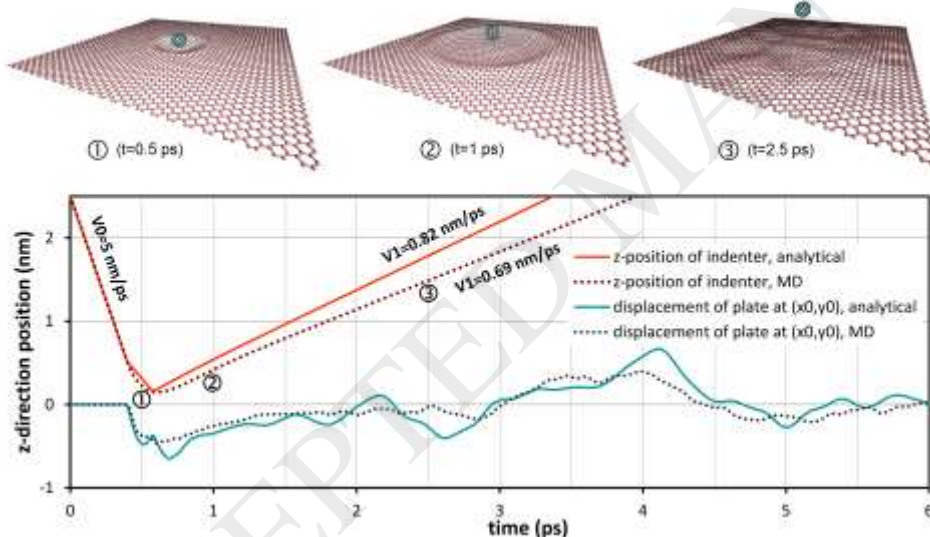 ① (t=0.5 ps)
② (t=1 ps)
③ (t=2.5 ps)
z-direction position (nm)
2
1
0
-1
V0=5 nm/ps
V1=0.82 nm/ps
V1=0.69 nm/ps
①
②
③
z-position of indenter, analytical
z-position of indenter, MD
displacement of plate at (x0,y0), analytical
displacement of plate at (x0,y0), MD
0 1 2 3 4 5 6
time (ps)
EPTED MA